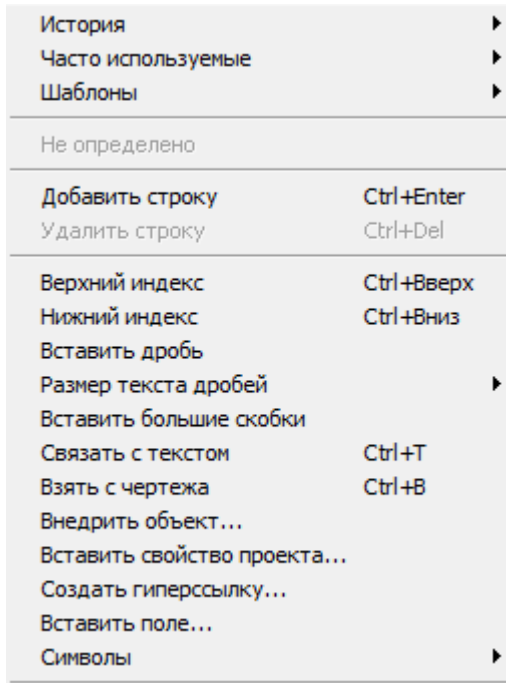 История
Часто используемые
Шаблоны
Не определено
Добавить строку Ctrl+Enter
Удалить строку Ctrl+Del
Верхний индекс Ctrl+Вверх
Нижний индекс Ctrl+Вниз
Вставить дробь
Размер текста дробей
Вставить большие скобки
Связать с текстом Ctrl+T
Взять с чертежа Ctrl+B
Внедрить объект...
Вставить свойство проекта...
Создать гиперссылку...
Вставить поле...
Символы